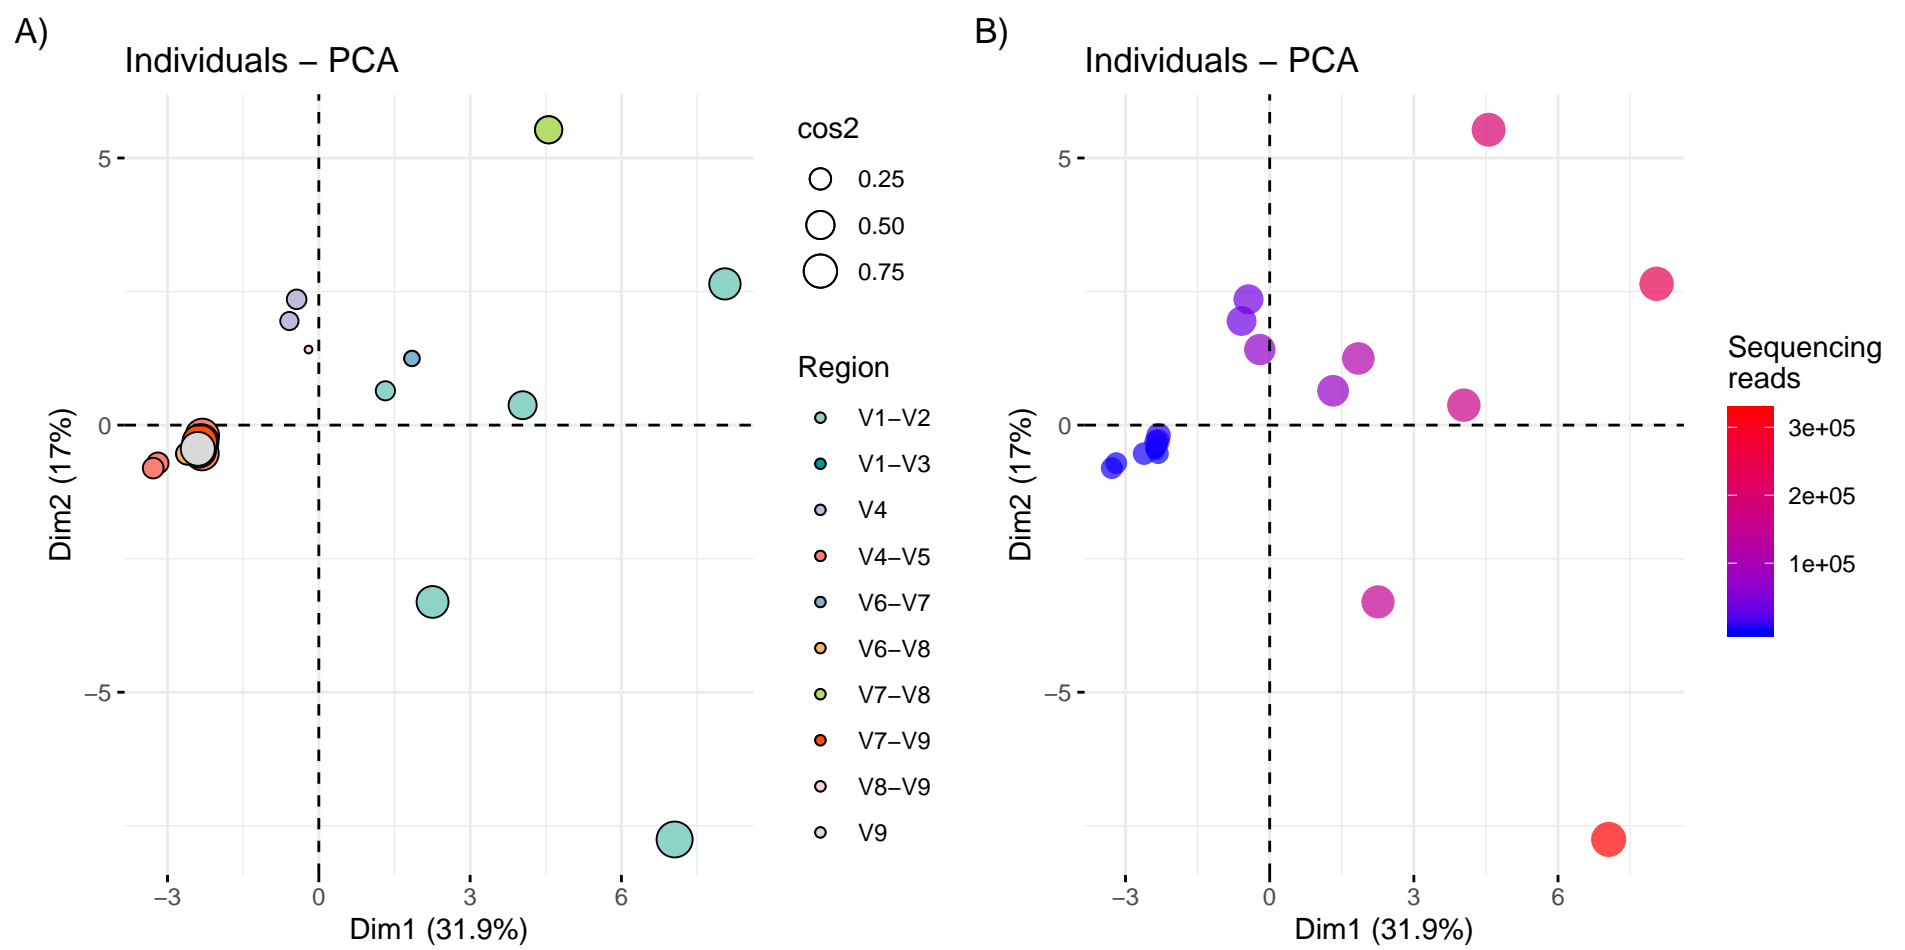 A)
Individuals – PCA
5
0
−5
−3
0
3
6
Dim1 (31.9%)
Dim2 (17%)
cos2
0.25
0.50
0.75
Region
V1−V2
V1−V3
V4
V4−V5
V6−V7
V6−V8
V7−V8
V7−V9
V8−V9
V9
B)
Individuals – PCA
5
0
−5
−3
0
3
6
Dim1 (31.9%)
Dim2 (17%)
Sequencing
reads
3e+05
2e+05
1e+05